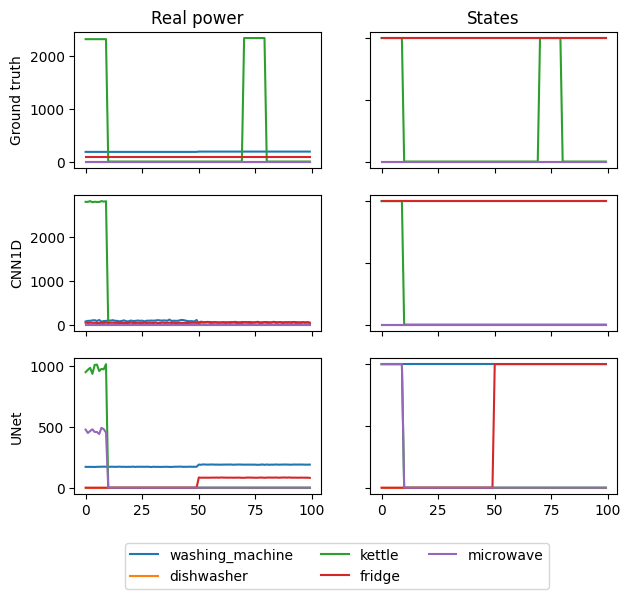 Real power
States
Ground truth
2000
1000
0
CNN1D
2000
1000
0
UNet
1000
500
0
0 25 50 75 100
0 25 50 75 100
washing_machine kettle microwave
dishwasher fridge